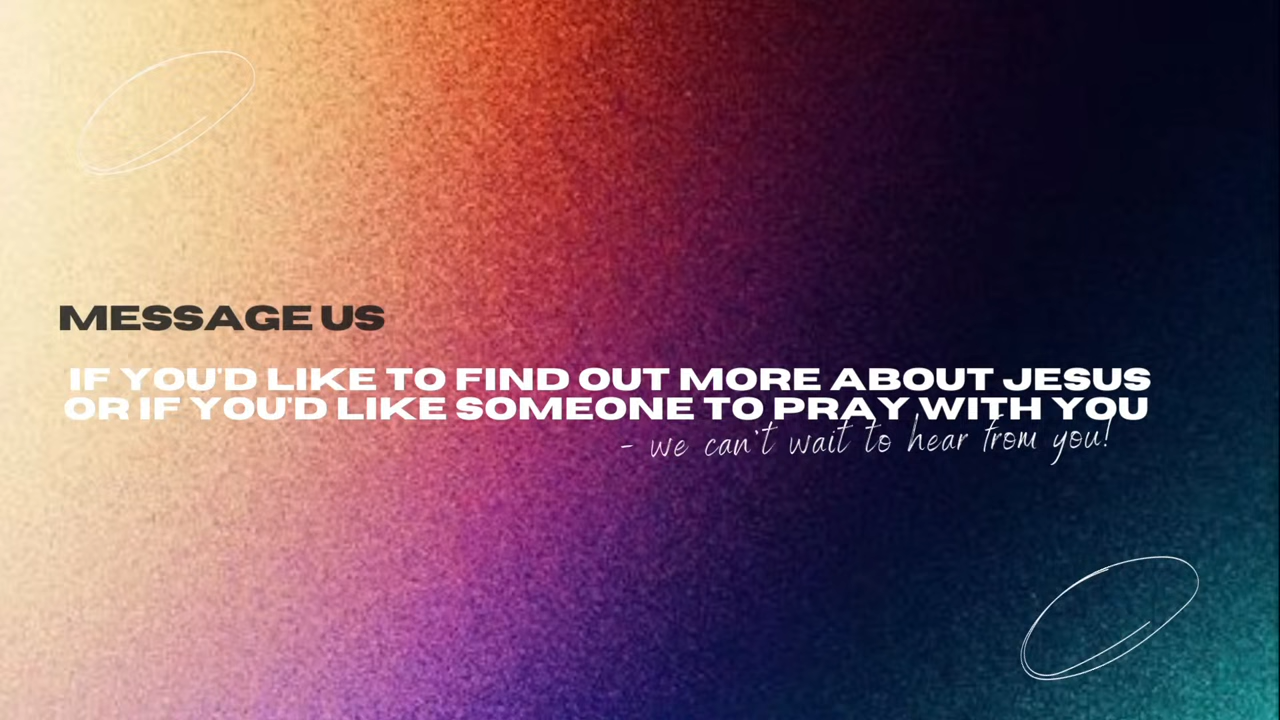 MESSAGE US
IF YOU'D LIKE TO FIND OUT MORE ABOUT JESUS
OR IF YOU'D LIKE SOMEONE TO PRAY WITH YOU
- we can't wait to hear from you!